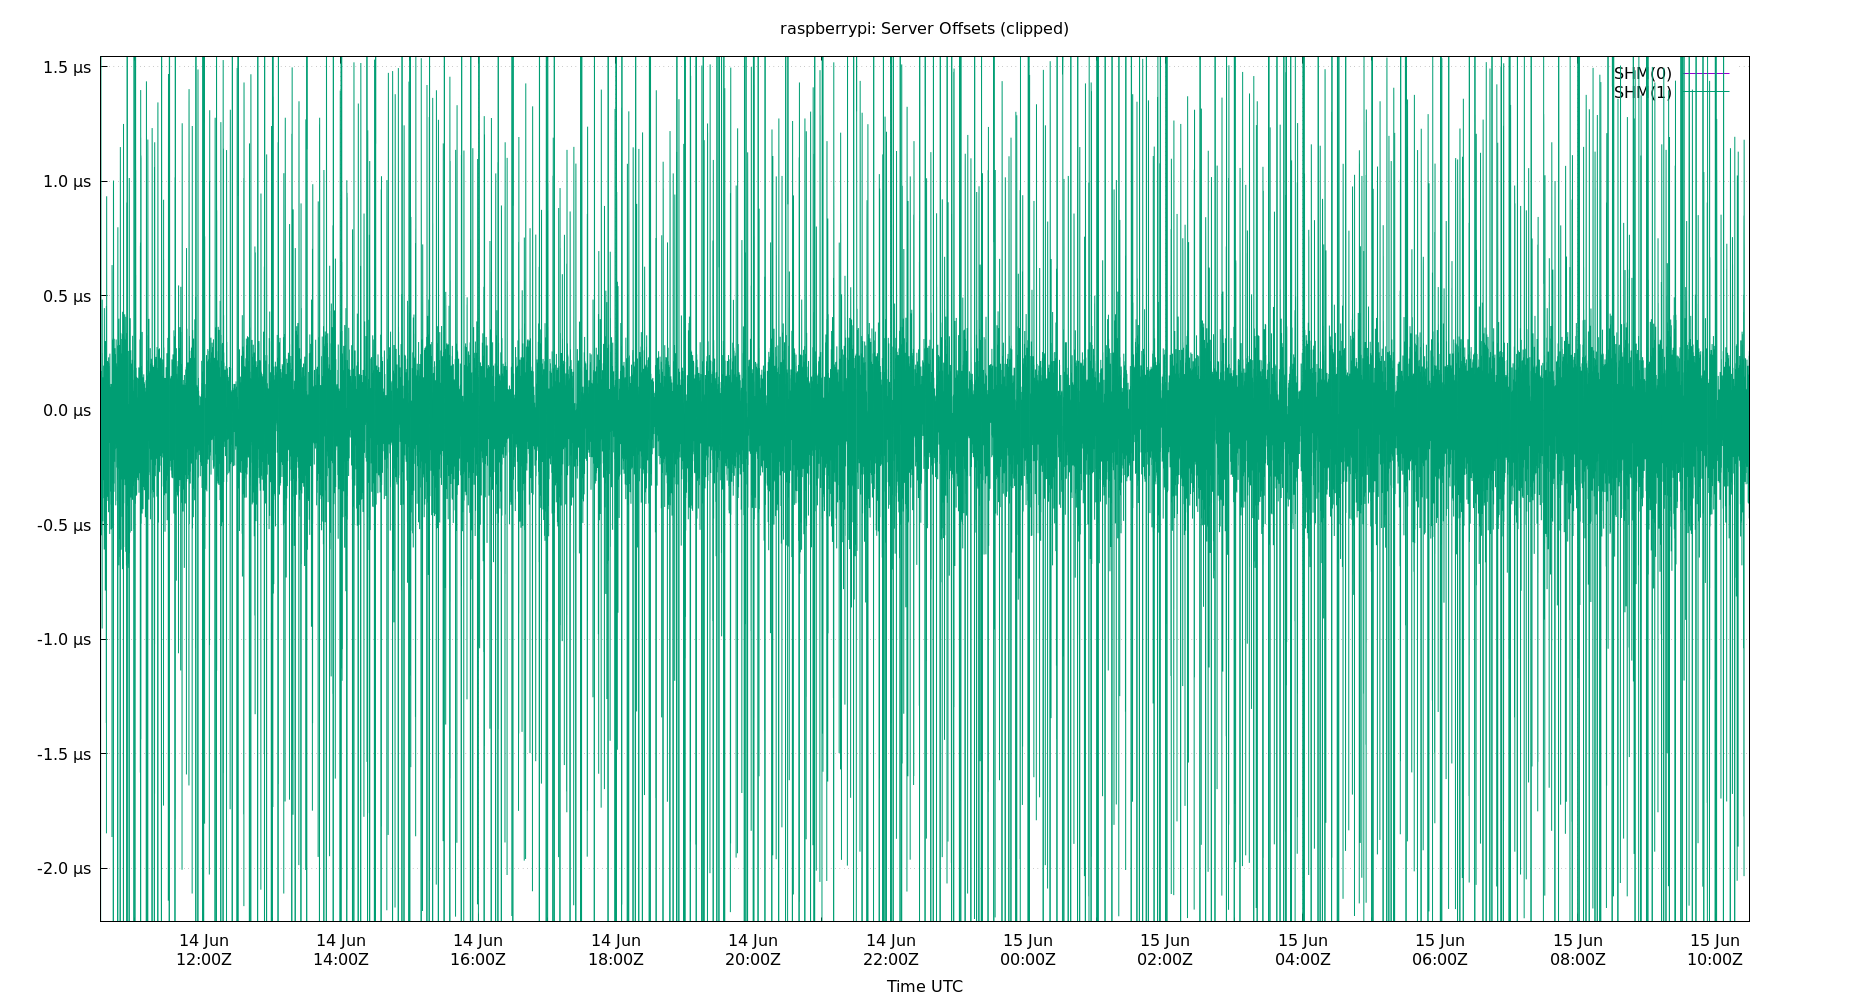 raspberrypi: Server Offsets (clipped)
1.5 µs
1.0 µs
0.5 µs
0.0 µs
-0.5 µs
-1.0 µs
-1.5 µs
-2.0 µs
SHM(0)
SHM(1)
14 Jun 14 Jun 14 Jun 14 Jun 14 Jun 14 Jun 15 Jun 15 Jun 15 Jun 15 Jun 15 Jun 15 Jun
12:00Z 14:00Z 16:00Z 18:00Z 20:00Z 22:00Z 00:00Z 02:00Z 04:00Z 06:00Z 08:00Z 10:00Z
Time UTC